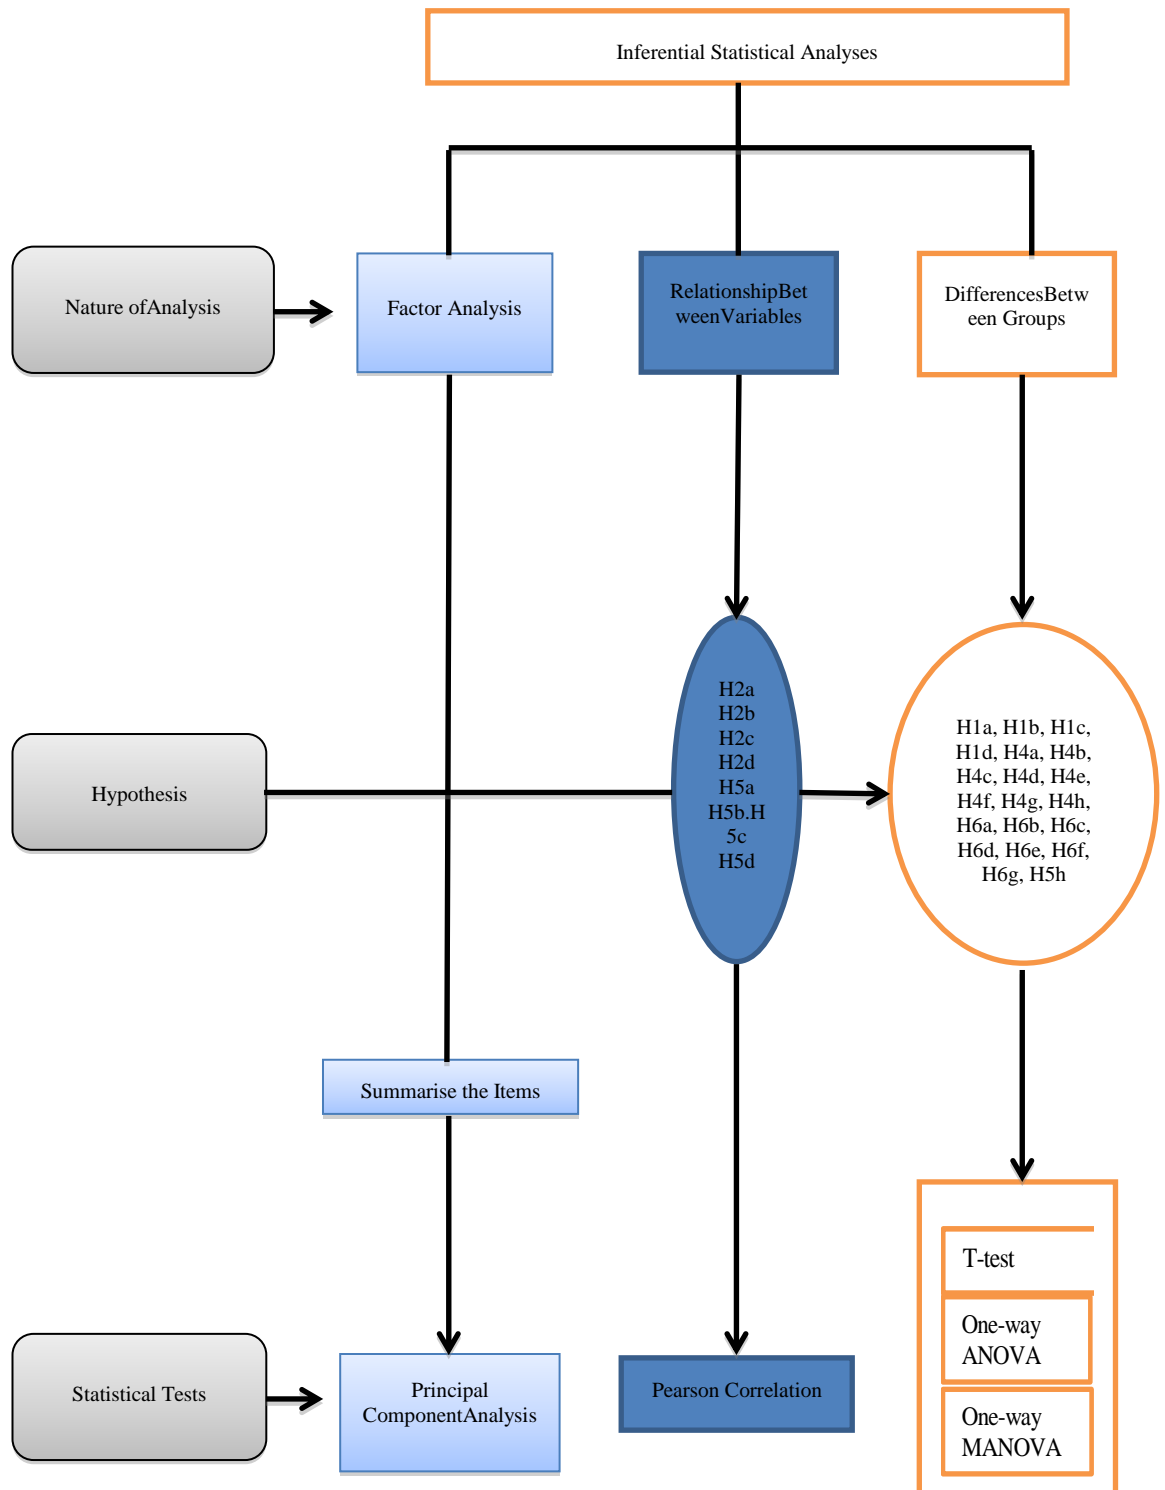 Inferential Statistical Analyses
Nature ofAnalysis
Factor Analysis
RelationshipBet
weenVariables
DifferencesBetw
een Groups
Hypothesis
H2a
H2b
H2c
H2d
H5a
H5b.H
5c
H5d
H1a, H1b, H1c,
H1d, H4a, H4b,
H4c, H4d, H4e,
H4f, H4g, H4h,
H6a, H6b, H6c,
H6d, H6e, H6f,
H6g, H5h
Summarise the Items
Statistical Tests
Principal
ComponentAnalysis
Pearson Correlation
T-test
One-way
ANOVA
One-way
MANOVA